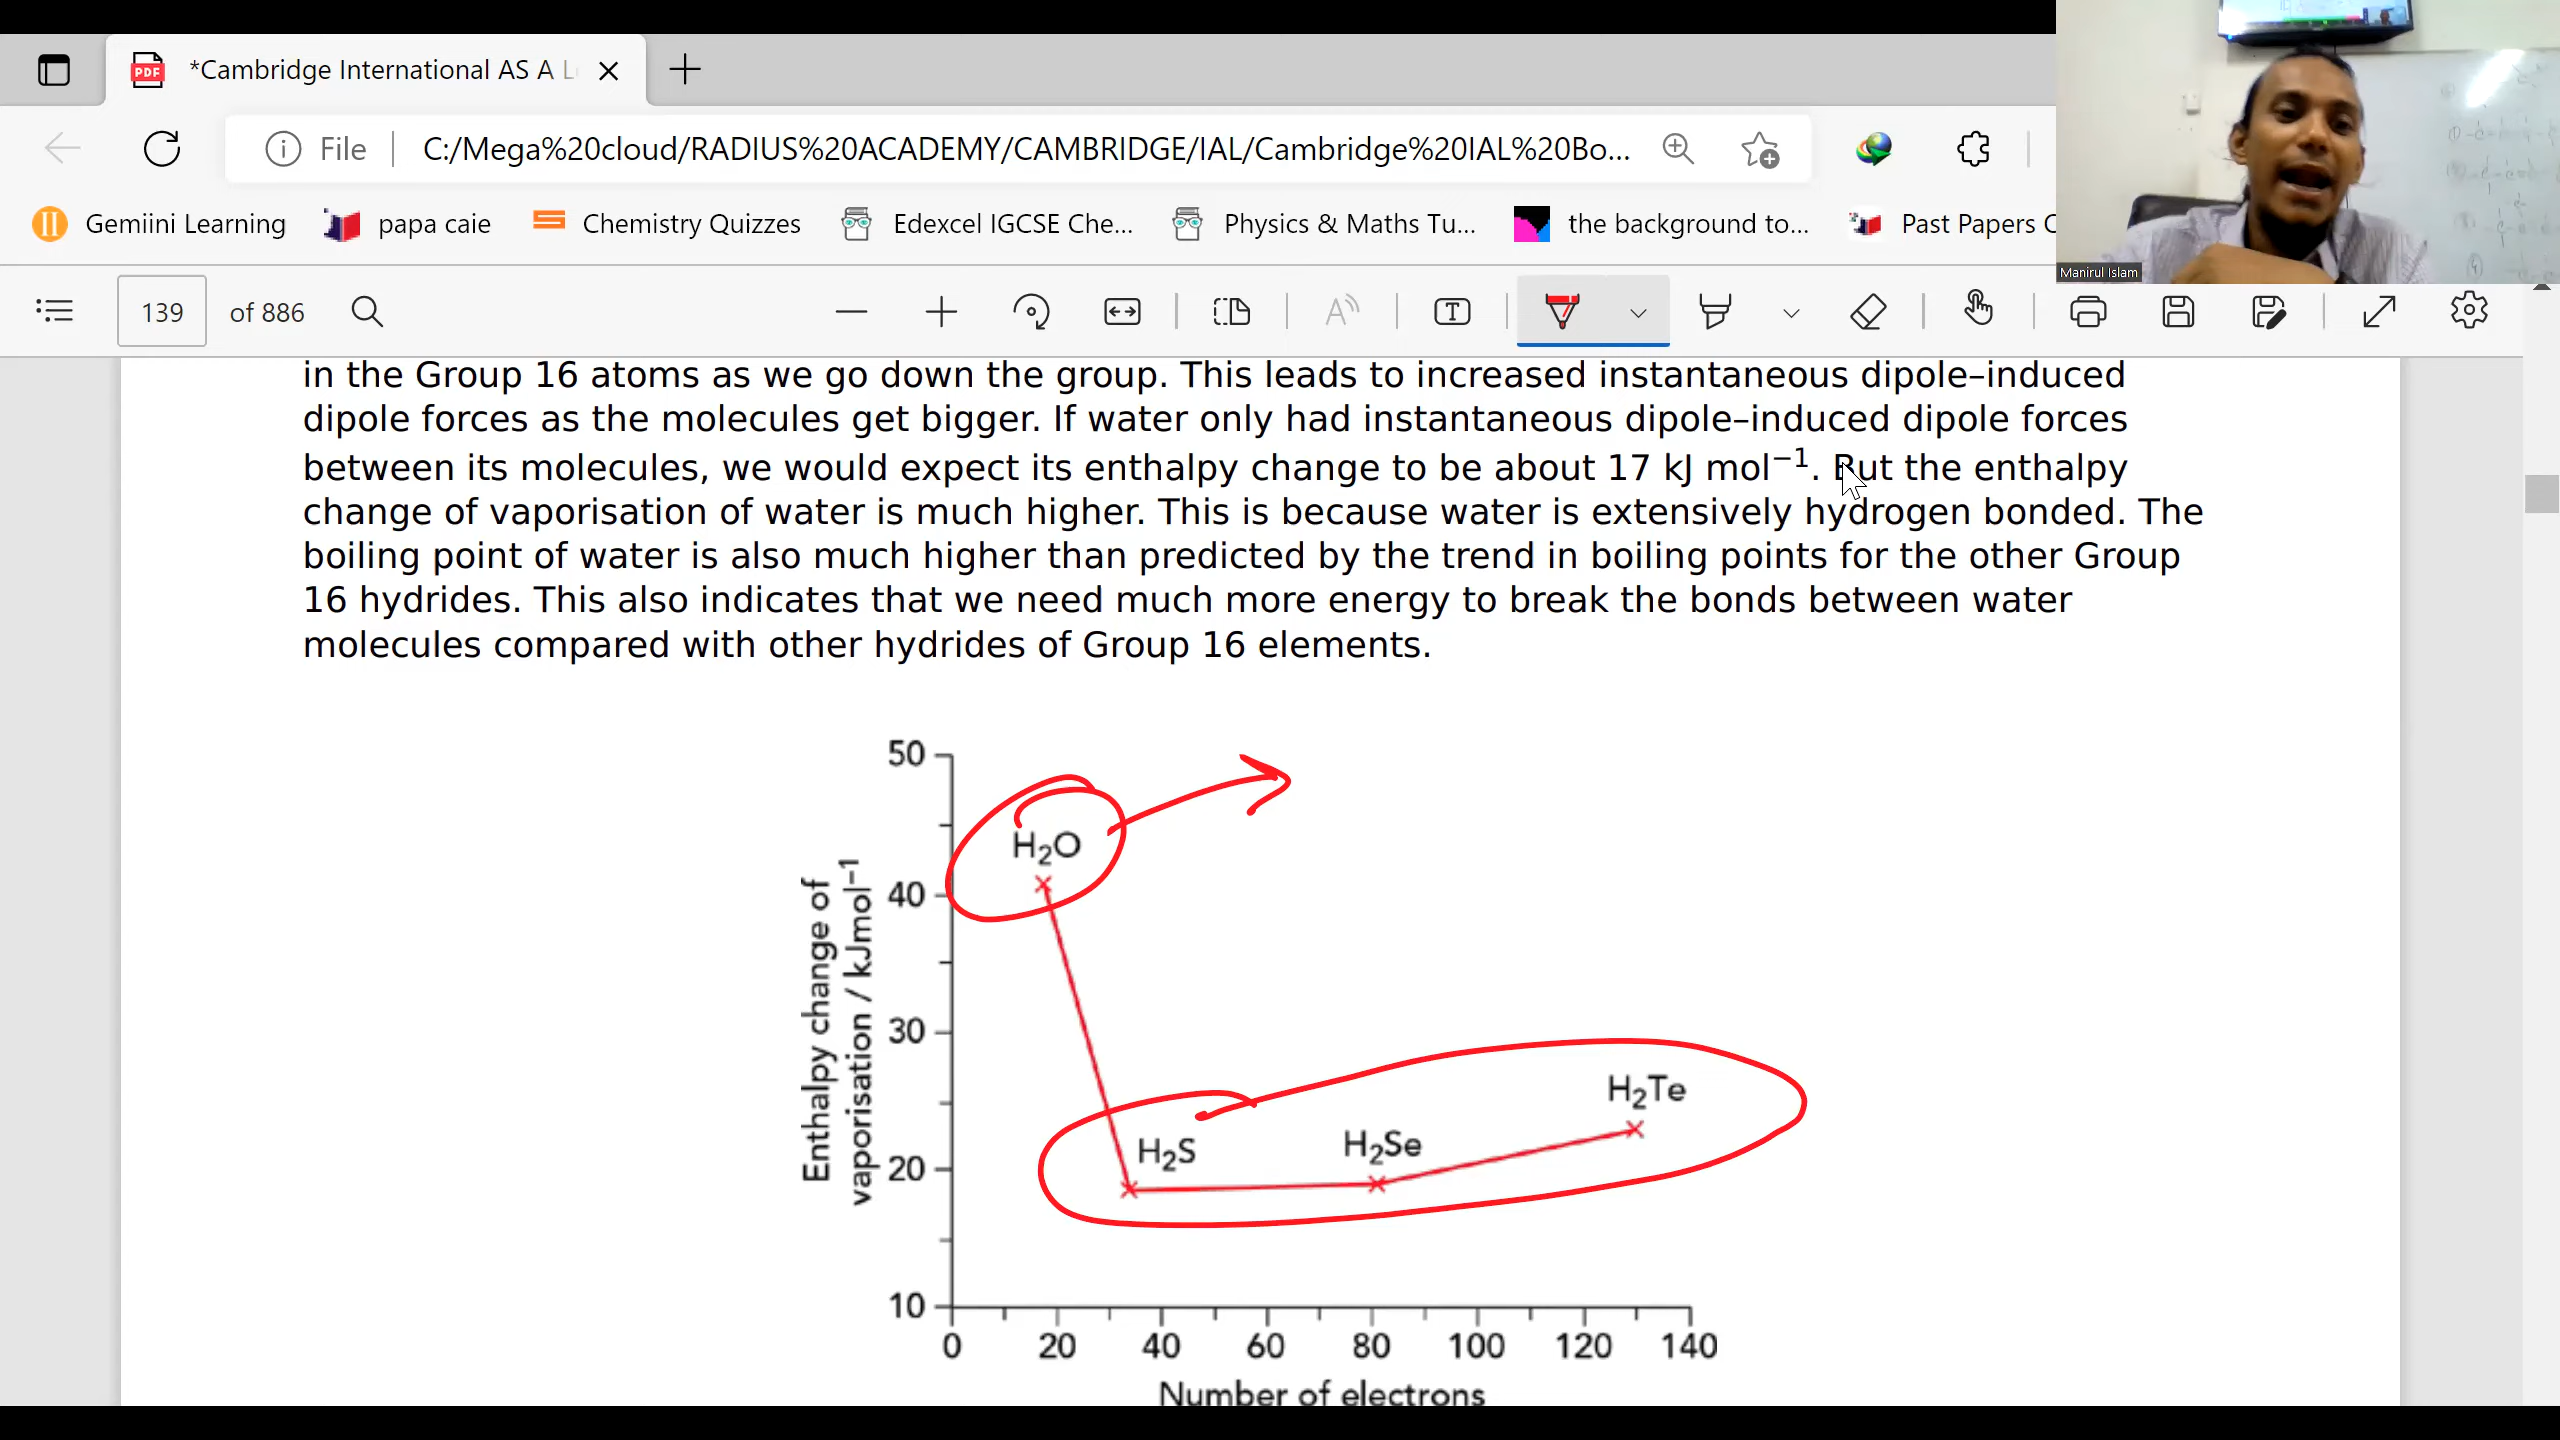 *Cambridge International AS A L
File
C:/Mega%20cloud/RADIUS%20ACADEMY/CAMBRIDGE/IAL/Cambridge%20IAL%20Bo...
Gemiini Learning
papa caie
Chemistry Quizzes
Edexcel IGCSE Che...
Physics & Maths Tu...
the background to...
Past Papers
Manirul Islam
139 of 886
in the Group 16 atoms as we go down the group. This leads to increased instantaneous dipole–induced
dipole forces as the molecules get bigger. If water only had instantaneous dipole–induced dipole forces
between its molecules, we would expect its enthalpy change to be about 17 kJ mol⁻¹. But the enthalpy
change of vaporisation of water is much higher. This is because water is extensively hydrogen bonded. The
boiling point of water is also much higher than predicted by the trend in boiling points for the other Group
16 hydrides. This also indicates that we need much more energy to break the bonds between water
molecules compared with other hydrides of Group 16 elements.
Enthalpy change of
vaporisation / kJmol⁻¹
50
40
30
20
10
H₂O
H₂S
H₂Se
H₂Te
0 20 40 60 80 100 120 140
Number of electrons